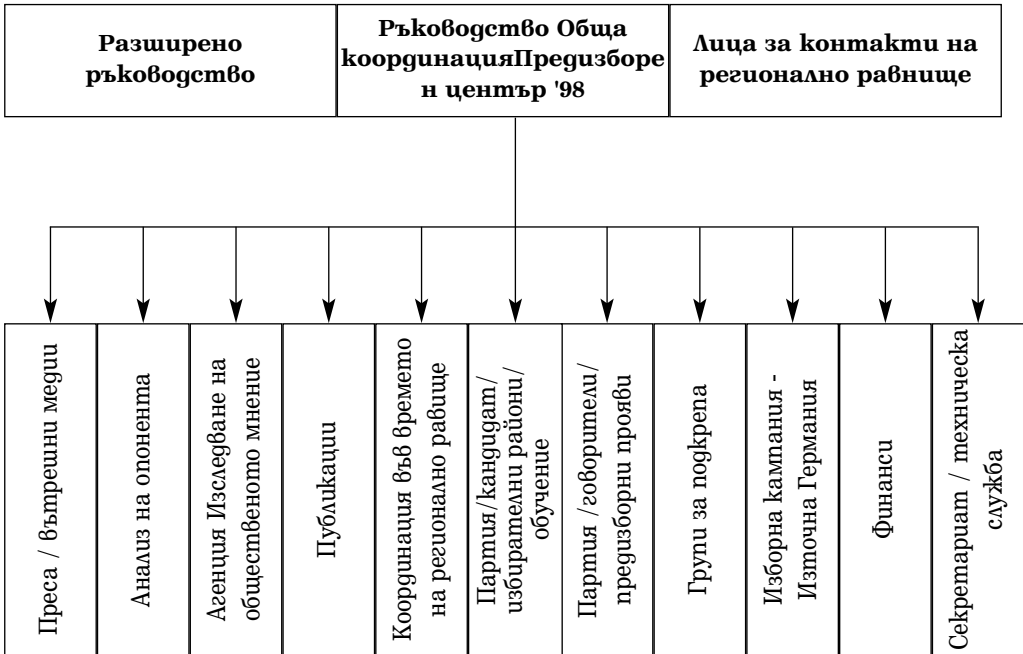 Разширено
ръководство
Ръководство Обща
координацияПредизборе
н център '98
Лица за контакти на
регионално равнище
Преса / вътрешни медии
Анализ на опонента
Агенция Изследване на
общественото мнение
Публикации
Координация във времето
на регионално равище
Партия/кандидат/
избирателни райони/
обучение
Партия /говорители/
предизборни прояви
Групи за подкрепа
Изборна кампания -
Източна Германия
Финанси
Секретариат / техническа
служба